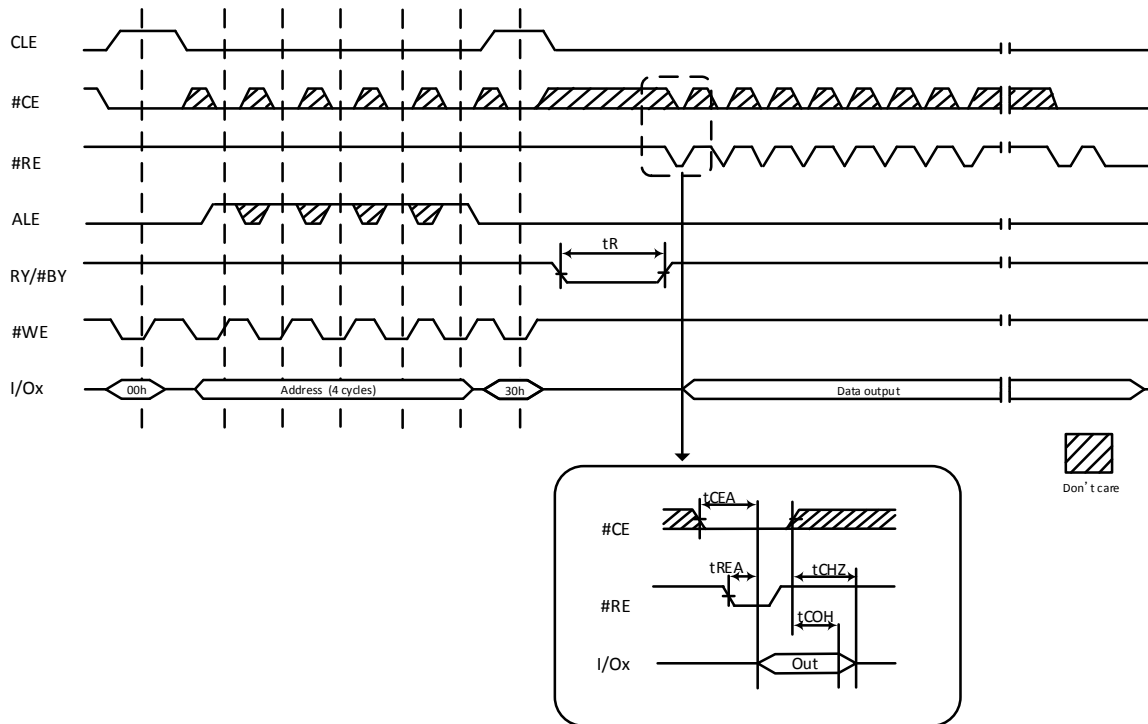 CLE
#CE
#RE
ALE
tR
RY/#BY
#WE
I/Ox
00h
Address (4 cycles)
30h
Data output
Don't care
tCEA
#CE
tREA
tCHZ
#RE
tCOH
I/Ox
Out